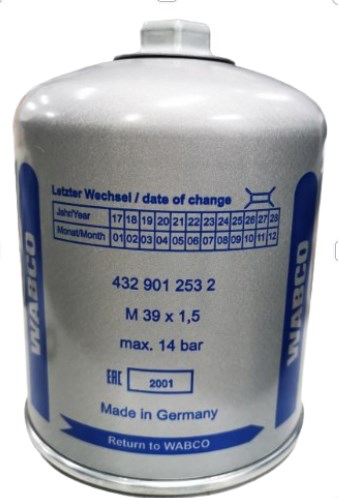 Letzter Wechsel / date of change
Jahr/Year 17 18 19 20 21 22 23 24 25 26 27 28
Monat/Month 01 02 03 04 05 06 07 08 09 10 11 12
432 901 253 2
M 39 x 1,5
max. 14 bar
EAC 2001
Made in Germany
Return to WABCO
WABCO
WABCO